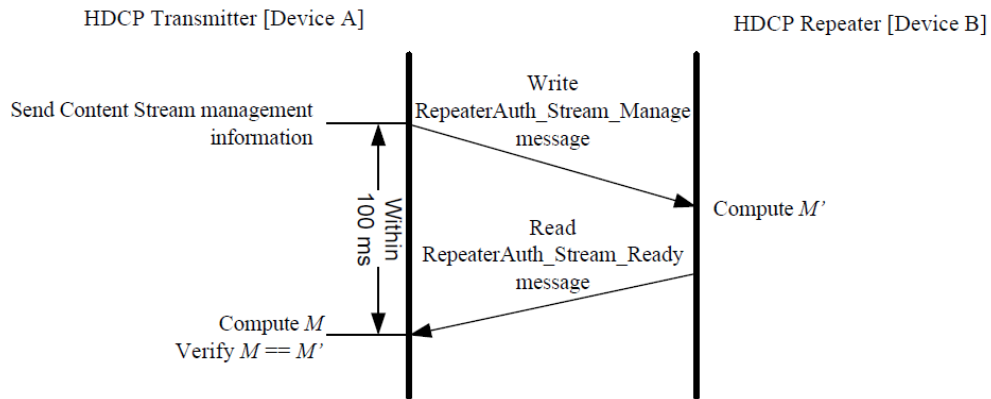 HDCP Transmitter [Device A]
HDCP Repeater [Device B]
Send Content Stream management
information
Write
RepeaterAuth_Stream_Manage
message
Within
100 ms
Compute M’
Read
RepeaterAuth_Stream_Ready
message
Compute M
Verify M == M’